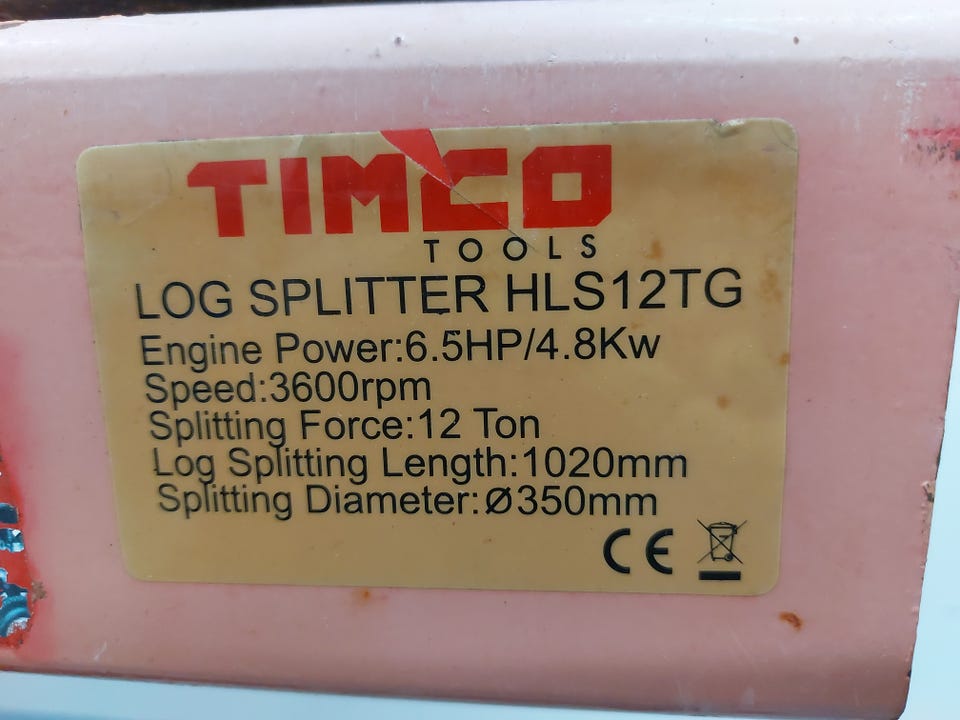 TIMCO
TOOLS
LOG SPLITTER HLS12TG
Engine Power:6.5HP/4.8Kw
Speed:3600rpm
Splitting Force:12 Ton
Log Splitting Length:1020mm
Splitting Diameter:Ø350mm
CE